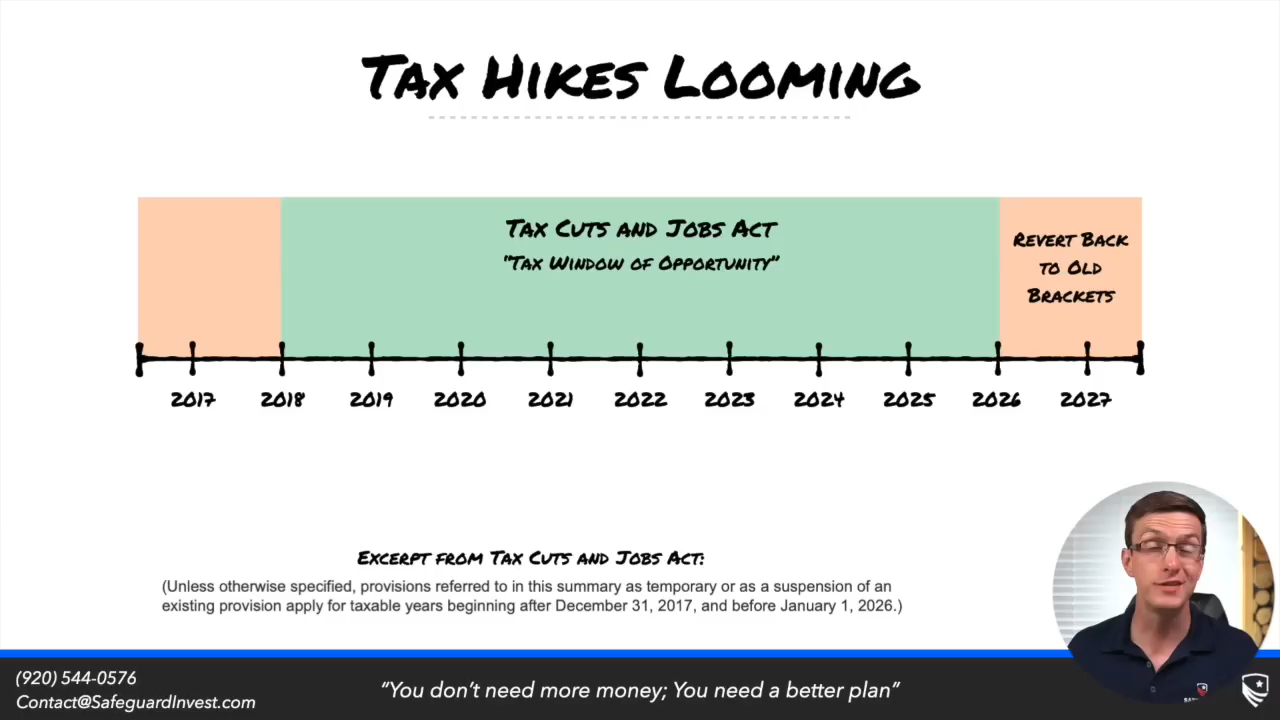 Tax Hikes Looming
Tax Cuts and Jobs Act
"Tax Window of Opportunity"
Revert Back
to Old
Brackets
2017 2018 2019 2020 2021 2022 2023 2024 2025 2026 2027
Excerpt from Tax Cuts and Jobs Act:
(Unless otherwise specified, provisions referred to in this summary as temporary or as a suspension of an
existing provision apply for taxable years beginning after December 31, 2017, and before January 1, 2026.)
(920) 544-0576
Contact@SafeguardInvest.com
“You don’t need more money; You need a better plan”